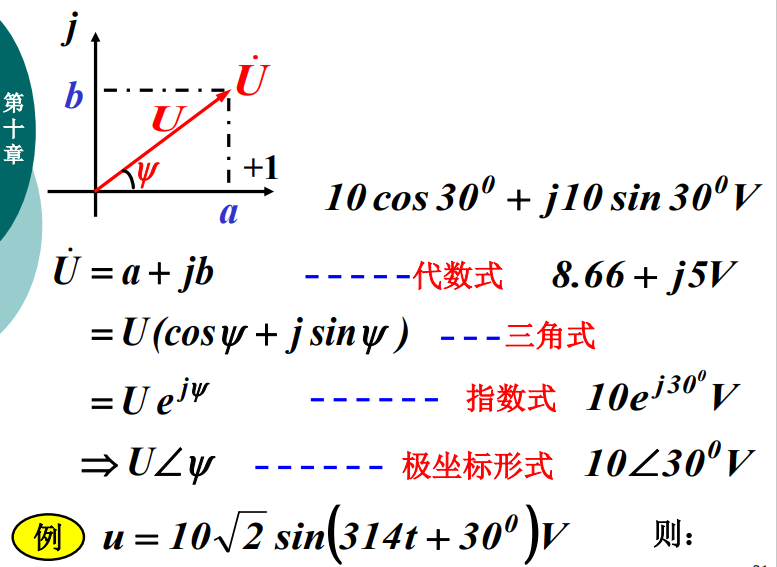 第
十
章
j
b
U̇
U
ψ
+1
a
10 cos 30⁰ + j10 sin 30⁰ V
U̇ = a + jb -----代数式 8.66 + j5V
= U(cosψ + j sinψ) ---三角式
= U e^{jψ} ------ 指数式 10e^{j30⁰} V
⇒ U∠ψ ------ 极坐标形式 10∠30⁰ V
例 u = 10√2 sin(314t + 30⁰)V 则：